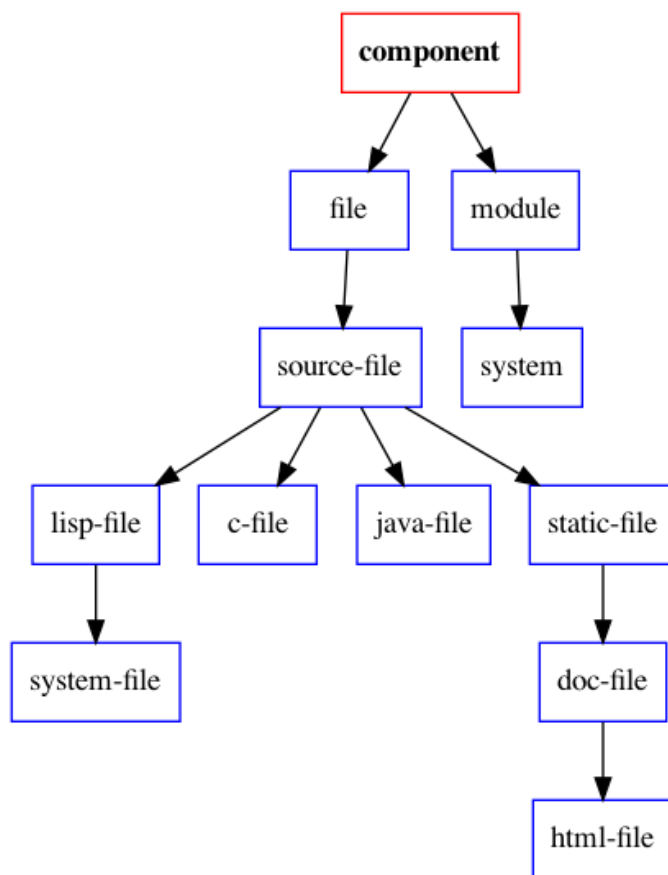 component
file
module
source-file
system
lisp-file
c-file
java-file
static-file
system-file
doc-file
html-file